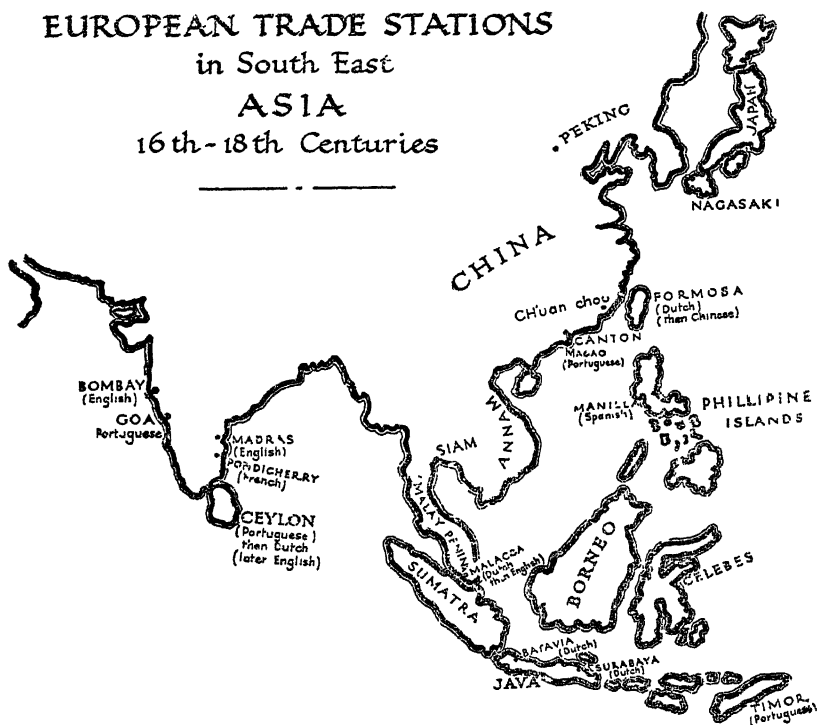 EUROPEAN TRADE STATIONS
in South East
ASIA
16th-18th Centuries
PEKING
JAPAN
NAGASAKI
CHINA
CH'uan chou
FORMOSA
(Dutch)
(then Chinese)
CANTON
MACAO
(Portuguese)
BOMBAY
(English)
GOA
Portuguese)
MADRAS
(English)
PONDICHERRY
(French)
CEYLON
(Portuguese)
then Dutch
(later English)
SIAM
ANNAM
MANILLA
(Spanish)
PHILLIPINE
ISLANDS
MALAY PENIN
MALACCA
(Dutch
then English)
SUMATRA
BORNEO
CELEBES
BATAVIA
(Dutch)
SURABAYA
(Dutch)
JAVA
TIMOR
(Portuguese)